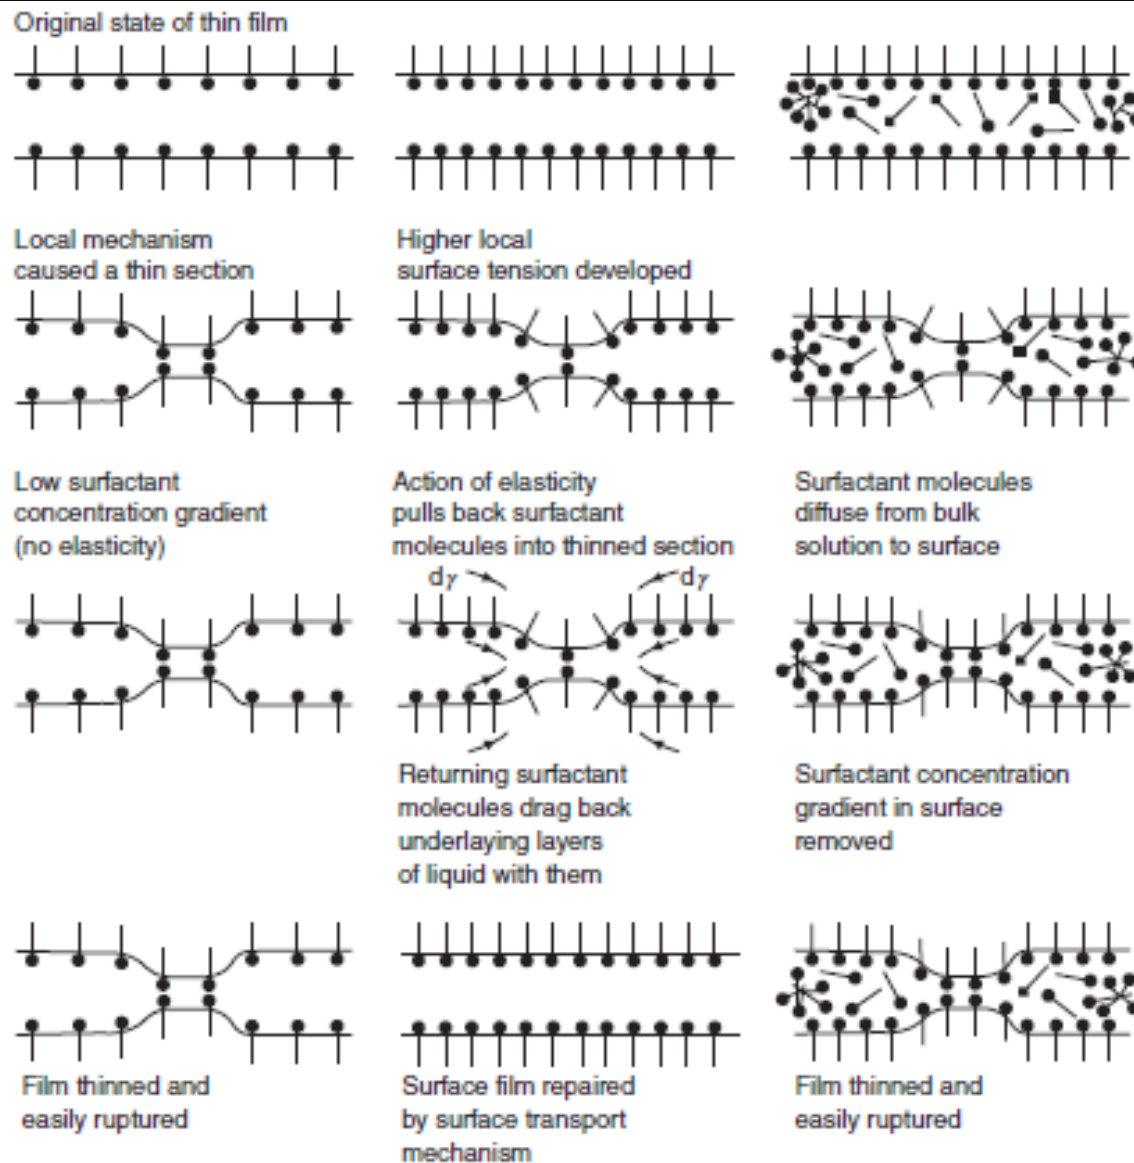 Original state of thin film
Local mechanism
caused a thin section
Higher local
surface tension developed
Low surfactant
concentration gradient
(no elasticity)
Action of elasticity
pulls back surfactant
molecules into thinned section
Surfactant molecules
diffuse from bulk
solution to surface
dγ
dγ
Returning surfactant
molecules drag back
underlaying layers
of liquid with them
Surfactant concentration
gradient in surface
removed
Film thinned and
easily ruptured
Surface film repaired
by surface transport
mechanism
Film thinned and
easily ruptured